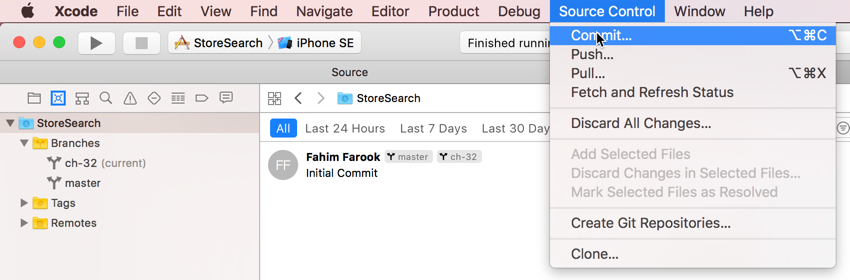 Xcode File Edit View Find Navigate Editor Product Debug Source Control Window Help
StoreSearch iPhone SE Finished runnin
Source
StoreSearch
Branches
ch-32 (current)
master
Tags
Remotes
StoreSearch
All Last 24 Hours Last 7 Days Last 30 Day
FF
Fahim Farook master ch-32
Initial Commit
Commit... ⌥⌘C
Push...
Pull... ⌥⌘X
Fetch and Refresh Status
Discard All Changes...
Add Selected Files
Discard Changes in Selected Files...
Mark Selected Files as Resolved
Create Git Repositories...
Clone...